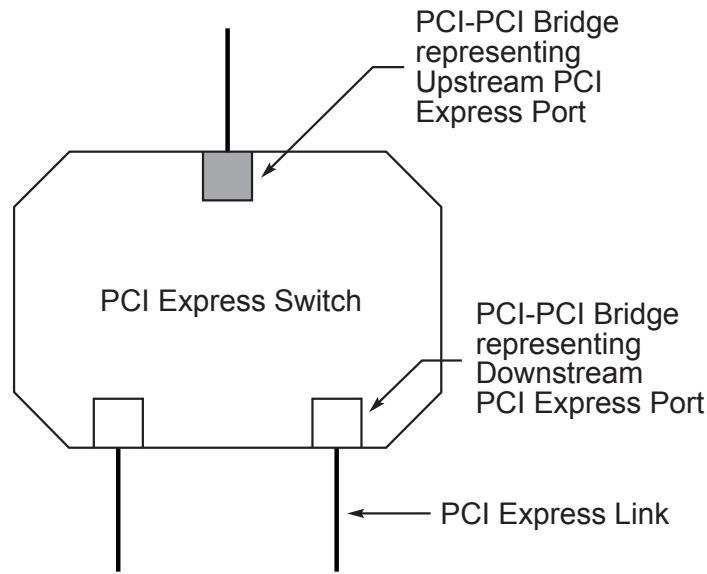 PCI-PCI Bridge
representing
Upstream PCI
Express Port
PCI Express Switch
PCI-PCI Bridge
representing
Downstream
PCI Express Port
PCI Express Link